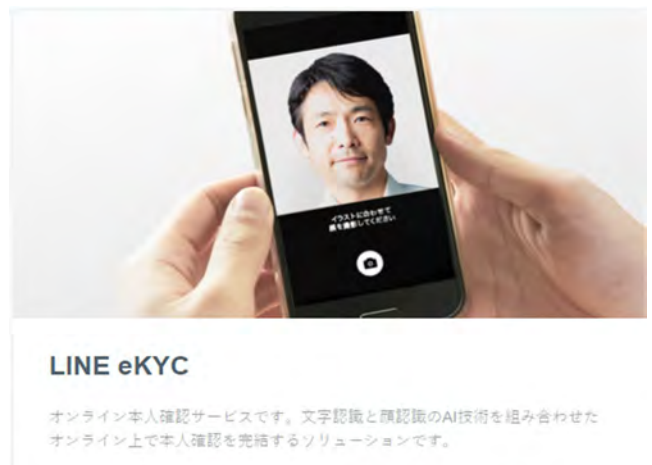 イラストに合わせて
顔を撮影してください
LINE eKYC
オンライン本人確認サービスです。文字認識と顔認識のAI技術を組み合わせた
オンライン上で本人確認を完結するソリューションです。